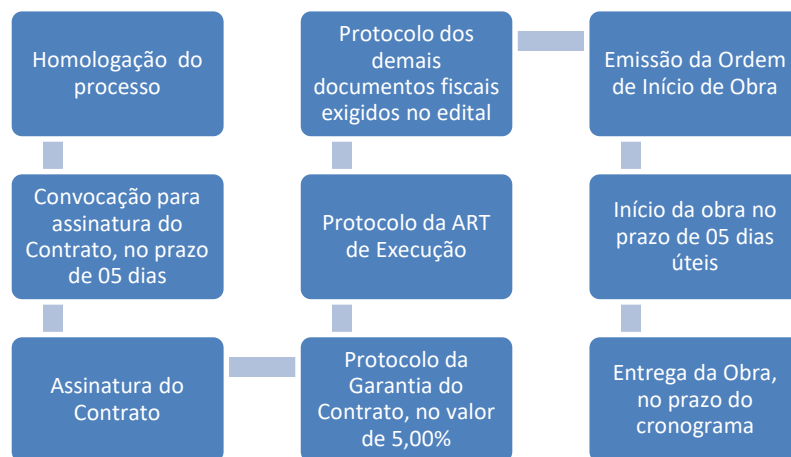 Homologação do
processo
Convocação para
assinatura do
Contrato, no prazo
de 05 dias
Assinatura do
Contrato
Protocolo da
Garantia do
Contrato, no valor
de 5,00%
Protocolo da ART
de Execução
Protocolo dos
demais
documentos fiscais
exigidos no edital
Emissão da Ordem
de Início de Obra
Início da obra no
prazo de 05 dias
úteis
Entrega da Obra,
no prazo do
cronograma